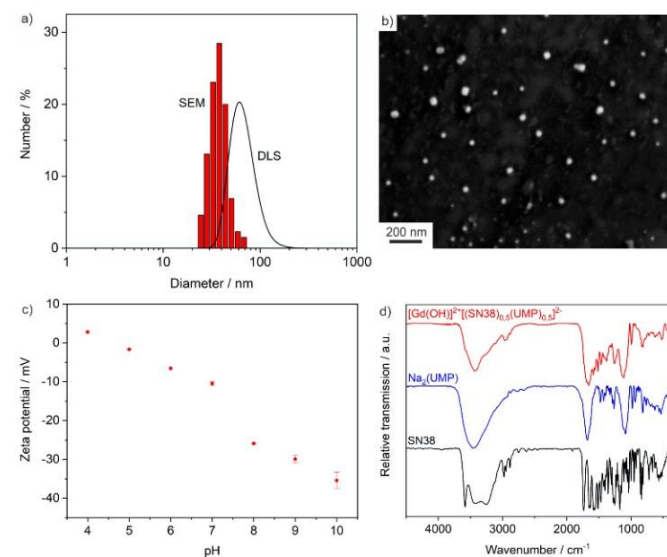 a)
30
20
10
0
Number / %
SEM
DLS
1
10
100
1000
Diameter / nm
b)
200 nm
c)
10
5
0
-10
-20
-30
-40
Zeta potential / mV
4
5
6
7
8
9
10
pH
d)
[Gd(OH)]²⁺[(SN38)₀,₅(UMP)₀,₅]²⁻
Na₂(UMP)
SN38
Relative transmission / a.u.
4000
3000
2000
1000
Wavenumber / cm⁻¹